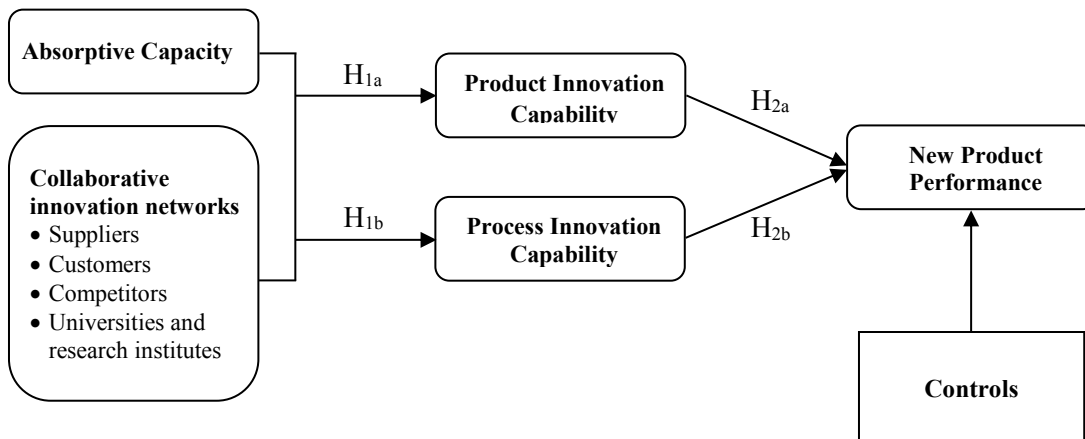 Absorptive Capacity
H1a
Product Innovation
Capability
H2a
New Product
Performance
Collaborative
innovation networks
• Suppliers
• Customers
• Competitors
• Universities and
research institutes
H1b
Process Innovation
Capability
H2b
Controls